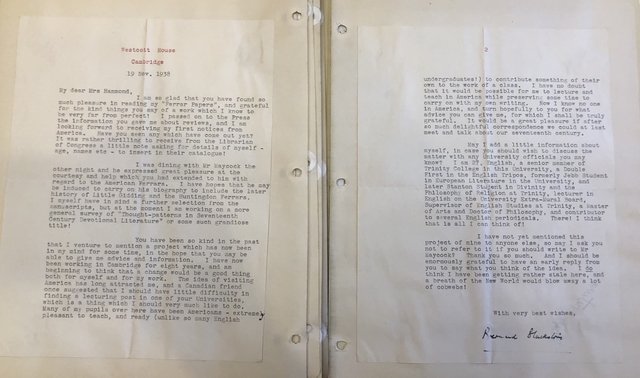 Westcott House
Cambridge
19 Nov. 1938
My dear Mrs Hammond,
I am so glad that you have found so
much pleasure in reading my "Ferrar Papers", and grateful
for the kind things you say of a work which I know to
be very far from perfect! I passed on to the Press
the information you gave me about reviews, and I am
looking forward to receiving my first notices from
America. Have you seen any which have come out yet?
It was rather thrilling to receive from the Librarian
of Congress a little note asking for details of myself -
age, names etc - to insert in their catalogue!
I was dining with Mr Maycock the
other night and he expressed great pleasure at the
courtesy and help which you had extended to his with
regard to the American Ferrars. I have hopes that he may
be induced to carry on his biography to include the later
history of Little Gidding and the Huntington Ferrars.
I myself have in mind a further selection from the
manuscripts, but at the moment I am working on a more
general survey of "Thought-patterns in Seventeenth
Century Devotional Literature" or some such grandiose
title!
You have been so kind in the past
that I venture to mention a project which has now been
in my mind for some time, in the hope that you may be
able to give me advice and information. I have now
been working in Cambridge for eight years, and am
beginning to think that a change would be a good thing
both for myself and for my work. The idea of visiting
America has long attracted me, and a Canadian friend
once suggested that I should have little difficulty in
finding a lecturing post in one of your Universities,
which is a thing which I should very much like to do.
Many of my pupils over here have been Americans - extremely
pleasant to teach, and ready (unlike so many English
2
undergraduates!) to contribute something of their
own to the work of a class. I have no doubt
that it would be possible for me to lecture and
teach in America while preserving some time to
carry on with my own writing. Now I know no one
in America, and turn hopefully to you for what
advice you can give me, for which I shall be truly
grateful. It would be a great pleasure if after
so much delightful correspondence we could at last
meet and talk about our seventeenth century.
May I add a little information about
myself, in case you should wish to discuss the
matter with any University officials you may
know? I am 27, English, a senior member of
Trinity College in this University, a Double
First in the English Tripos, formerly Jebb Student
in European Literature in the University, and
later Stanton Student in Divinity and the
Philosophy of Religion at Trinity, lecturer in
English on the University Extra-Mural Board,
Supervisor of English Studies at Trinity, a Master
of Arts and Doctor of Philosophy, and contributor
to several English periodicals. There! I think
that is all I can think of!
I have not yet mentioned this
project of mine to anyone else, so may I ask you
not to refer to it if you should write to Mr
Maycock? Thank you so much. And I should be
enormously grateful to have an early reply from
you to say what you think of the idea. I do
think I have been getting rather stale here, and
a breath of the New World would blow away a lot
of cobwebs!
With very best wishes,
Bernard Blackstone